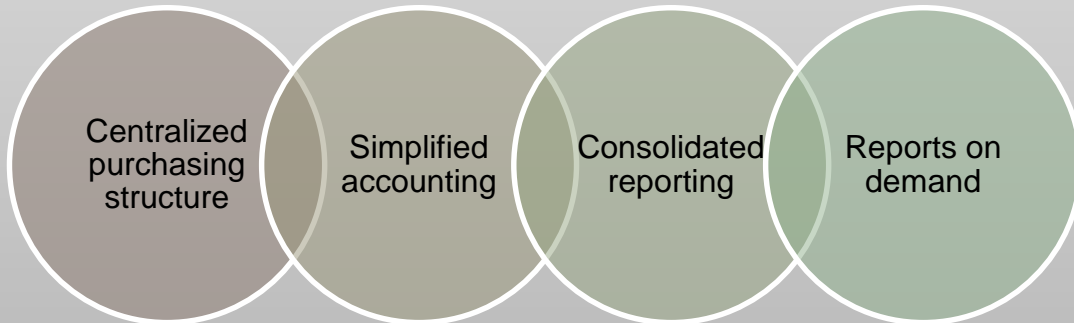 Centralized
purchasing
structure
Simplified
accounting
Consolidated
reporting
Reports on
demand